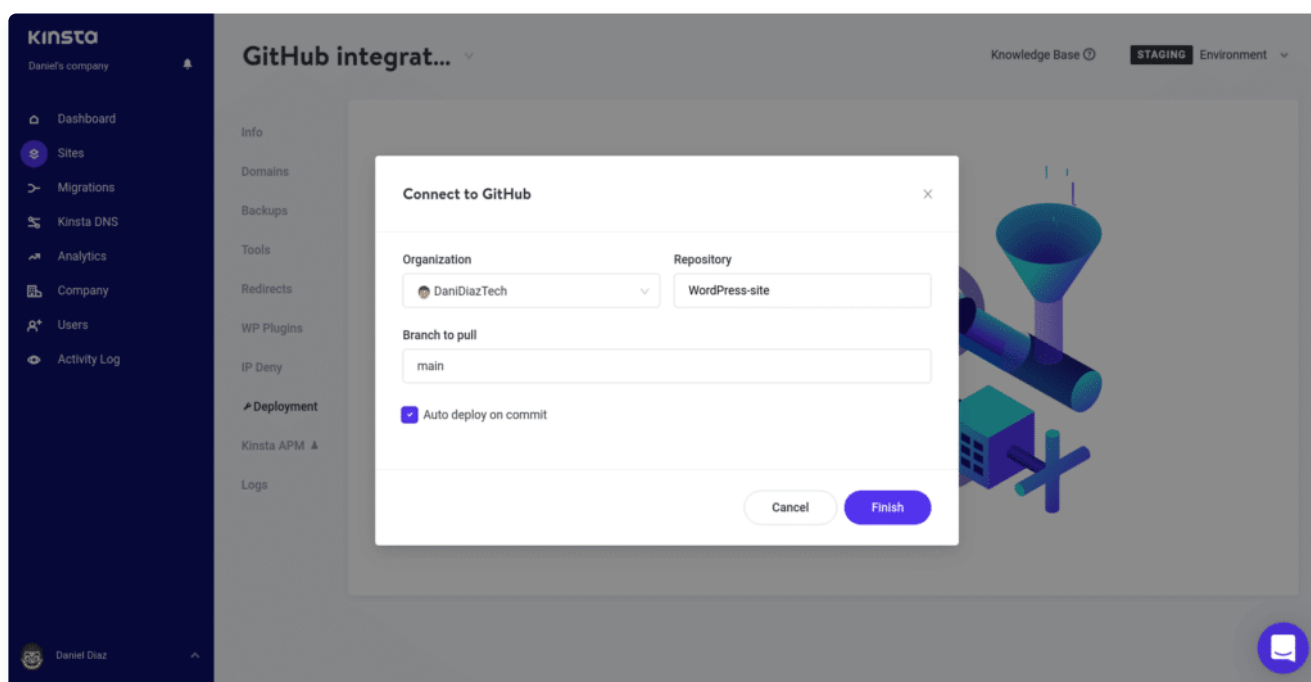 KINSTA
Daniel's company
Dashboard
Sites
Migrations
Kinsta DNS
Analytics
Company
Users
Activity Log
Daniel Diaz
GitHub integrat...
Knowledge Base
STAGING Environment
Info
Domains
Backups
Tools
Redirects
WP Plugins
IP Deny
Deployment
Kinsta APM
Logs
Connect to GitHub
Organization Repository
DaniDiazTech WordPress-site
Branch to pull
main
Auto deploy on commit
Cancel Finish